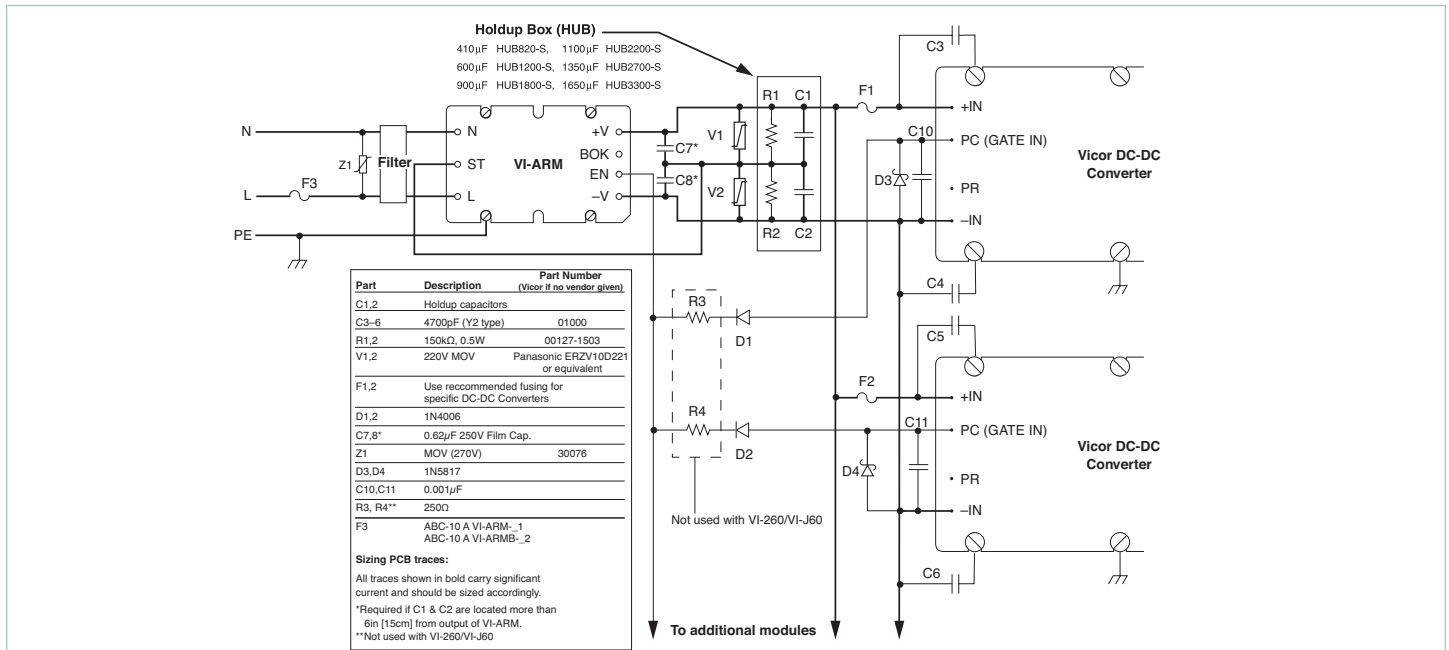 Holdup Box (HUB)
410µF HUB820-S, 1100µF HUB2200-S
600µF HUB1200-S, 1350µF HUB2700-S
900µF HUB1800-S, 1650µF HUB3300-S
N
L
PE
F3
Z1
Filter
N
ST
L
VI-ARM
+V
BOK
EN
–V
C7*
C8*
V1
V2
R1 C1
R2 C2
F1
C3
+IN
C10
PC (GATE IN)
D3
PR
–IN
Vicor DC-DC
Converter
C4
R3
D1
R4
D2
Not used with VI-260/VI-J60
C5
F2
+IN
C11
PC (GATE IN)
D4
PR
–IN
Vicor DC-DC
Converter
C6
To additional modules
Part Description Part Number
(Vicor if no vendor given)
C1,2 Holdup capacitors
C3–6 4700pF (Y2 type) 01000
R1,2 150kΩ, 0.5W 00127-1503
V1,2 220V MOV Panasonic ERZV10D221
or equivalent
F1,2 Use reccommended fusing for
specific DC-DC Converters
D1,2 1N4006
C7,8* 0.62µF 250V Film Cap.
Z1 MOV (270V) 30076
D3,D4 1N5817
C10,C11 0.001µF
R3, R4** 250Ω
F3 ABC-10 A VI-ARM-_1
ABC-10 A VI-ARMB-_2
Sizing PCB traces:
All traces shown in bold carry significant
current and should be sized accordingly.
*Required if C1 & C2 are located more than
6in [15cm] from output of VI-ARM.
**Not used with VI-260/VI-J60